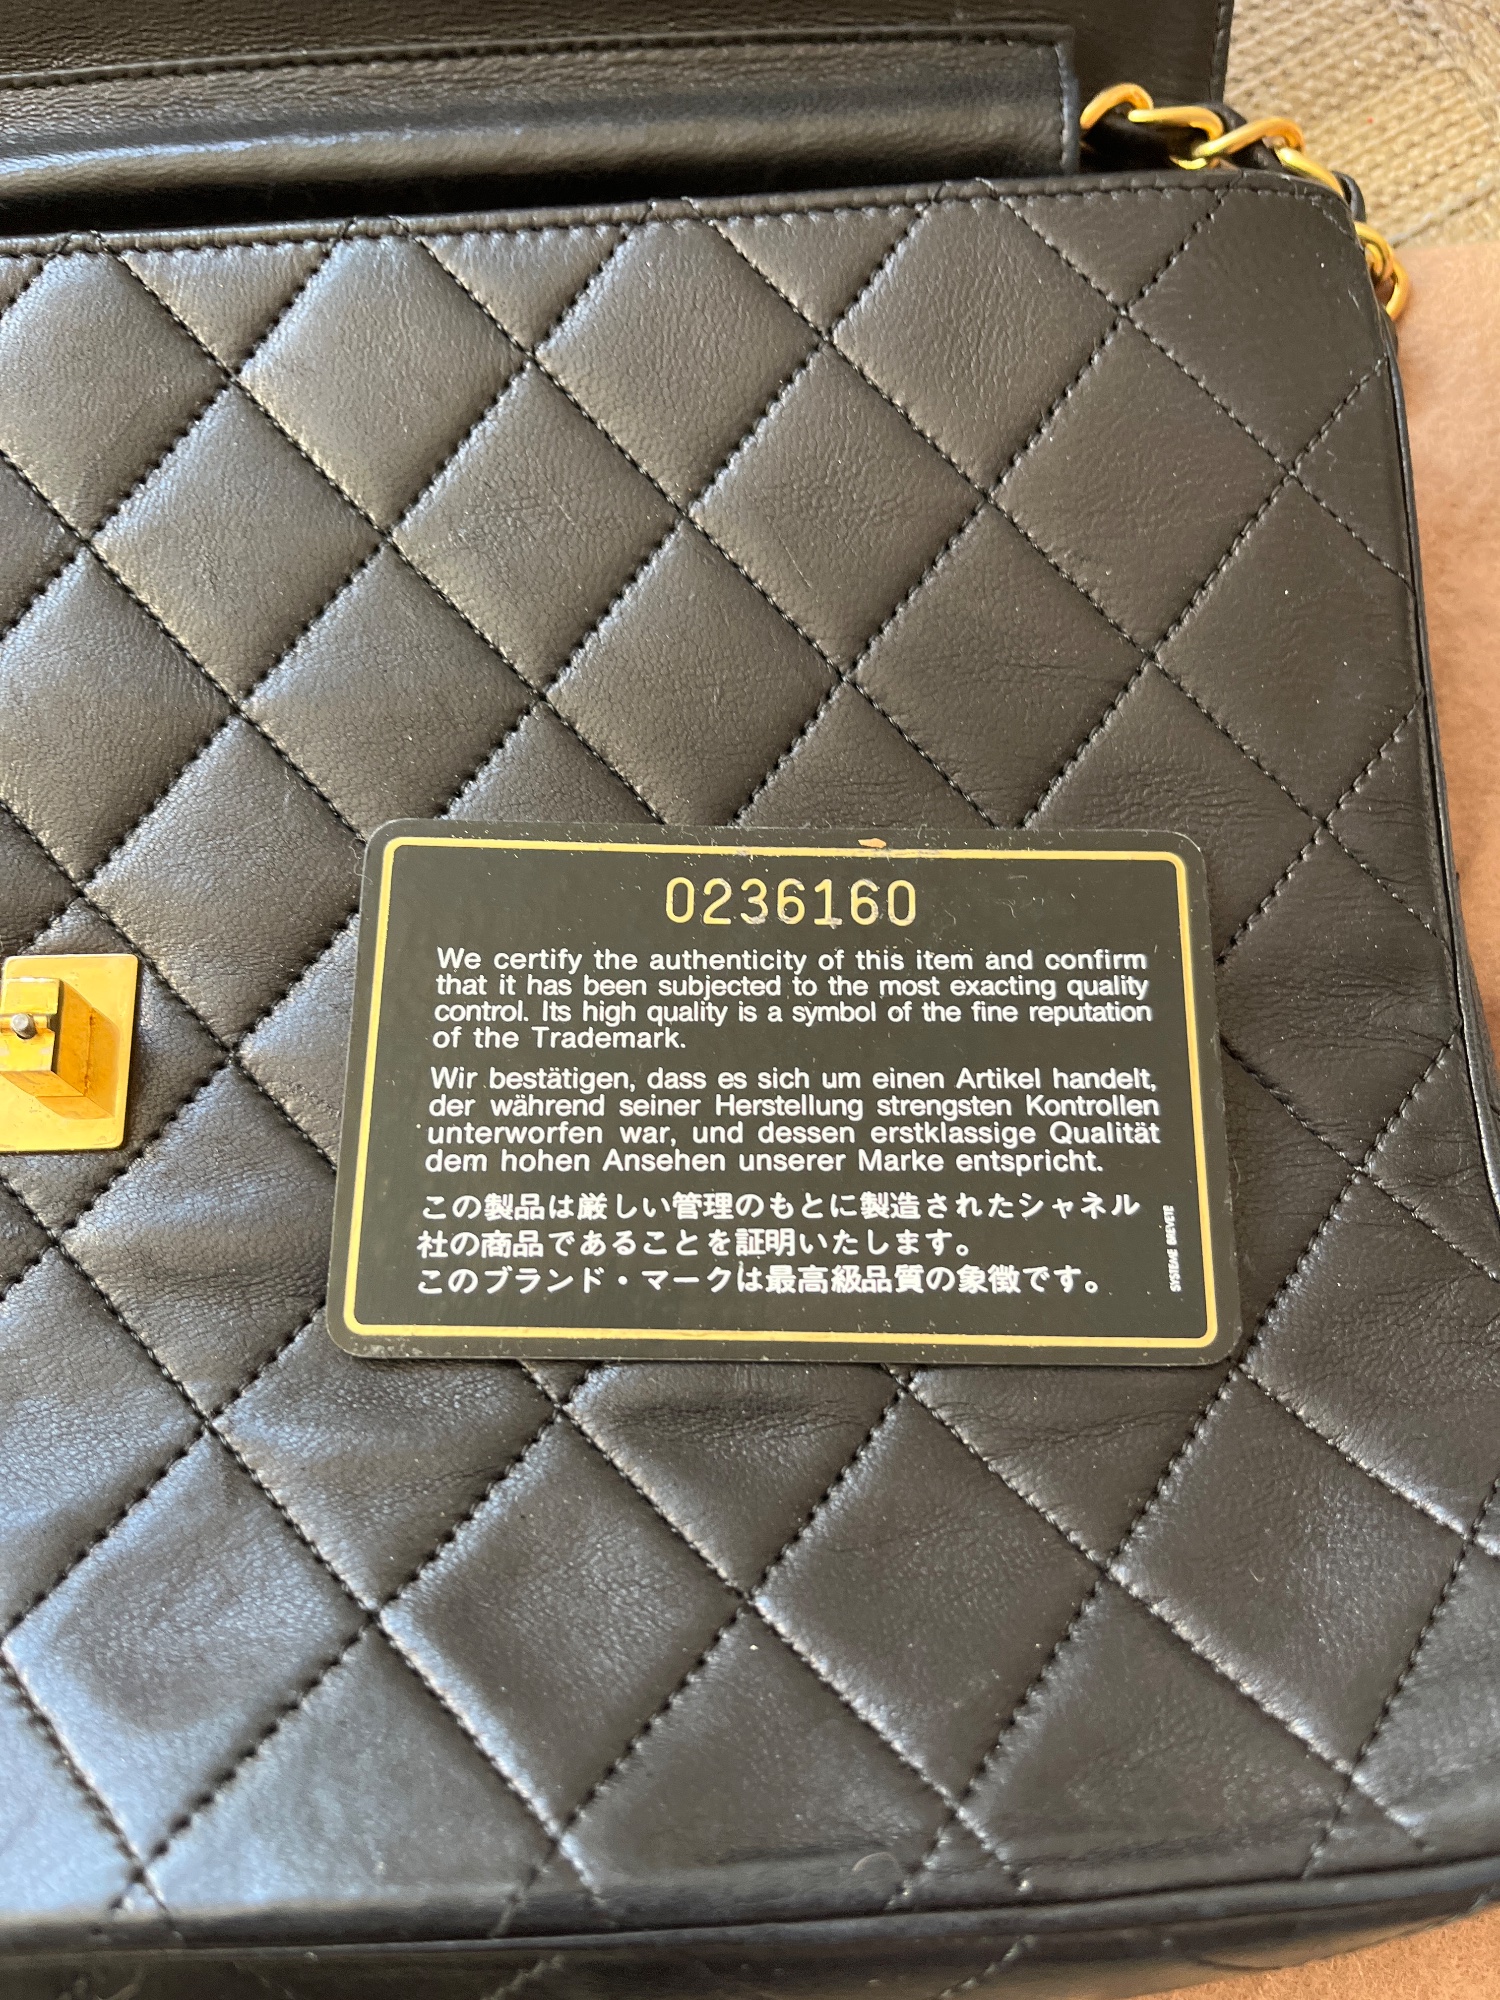 0236160
We certify the authenticity of this item and confirm
that it has been subjected to the most exacting quality
control. Its high quality is a symbol of the fine reputation
of the Trademark.
Wir bestätigen, dass es sich um einen Artikel handelt,
der während seiner Herstellung strengsten Kontrollen
unterworfen war, und dessen erstklassige Qualität
dem hohen Ansehen unserer Marke entspricht.
この製品は厳しい管理のもとに製造されたシャネル
社の商品であることを証明いたします。
このブランド・マークは最高級品質の象徴です。
SYSTEME BREVETE